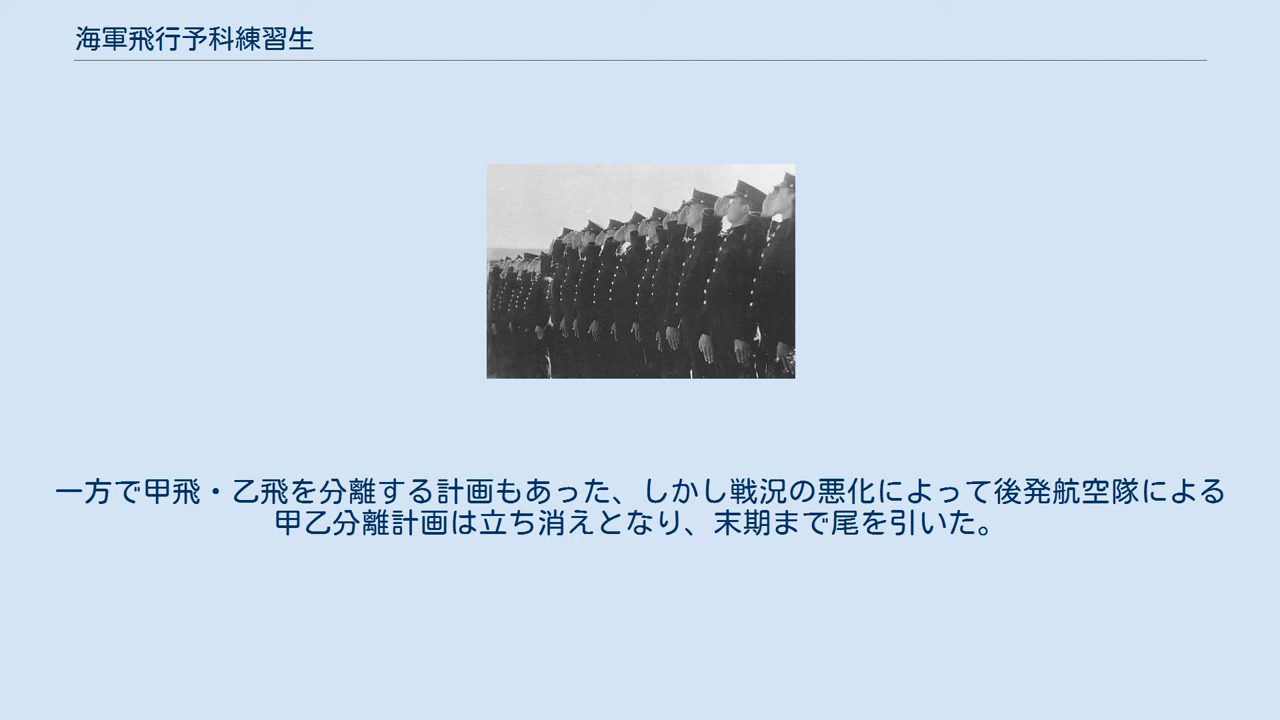 海軍飛行予科練習生
一方で甲飛・乙飛を分離する計画もあった、しかし戦況の悪化によって後発航空隊による
甲乙分離計画は立ち消えとなり、末期まで尾を引いた。